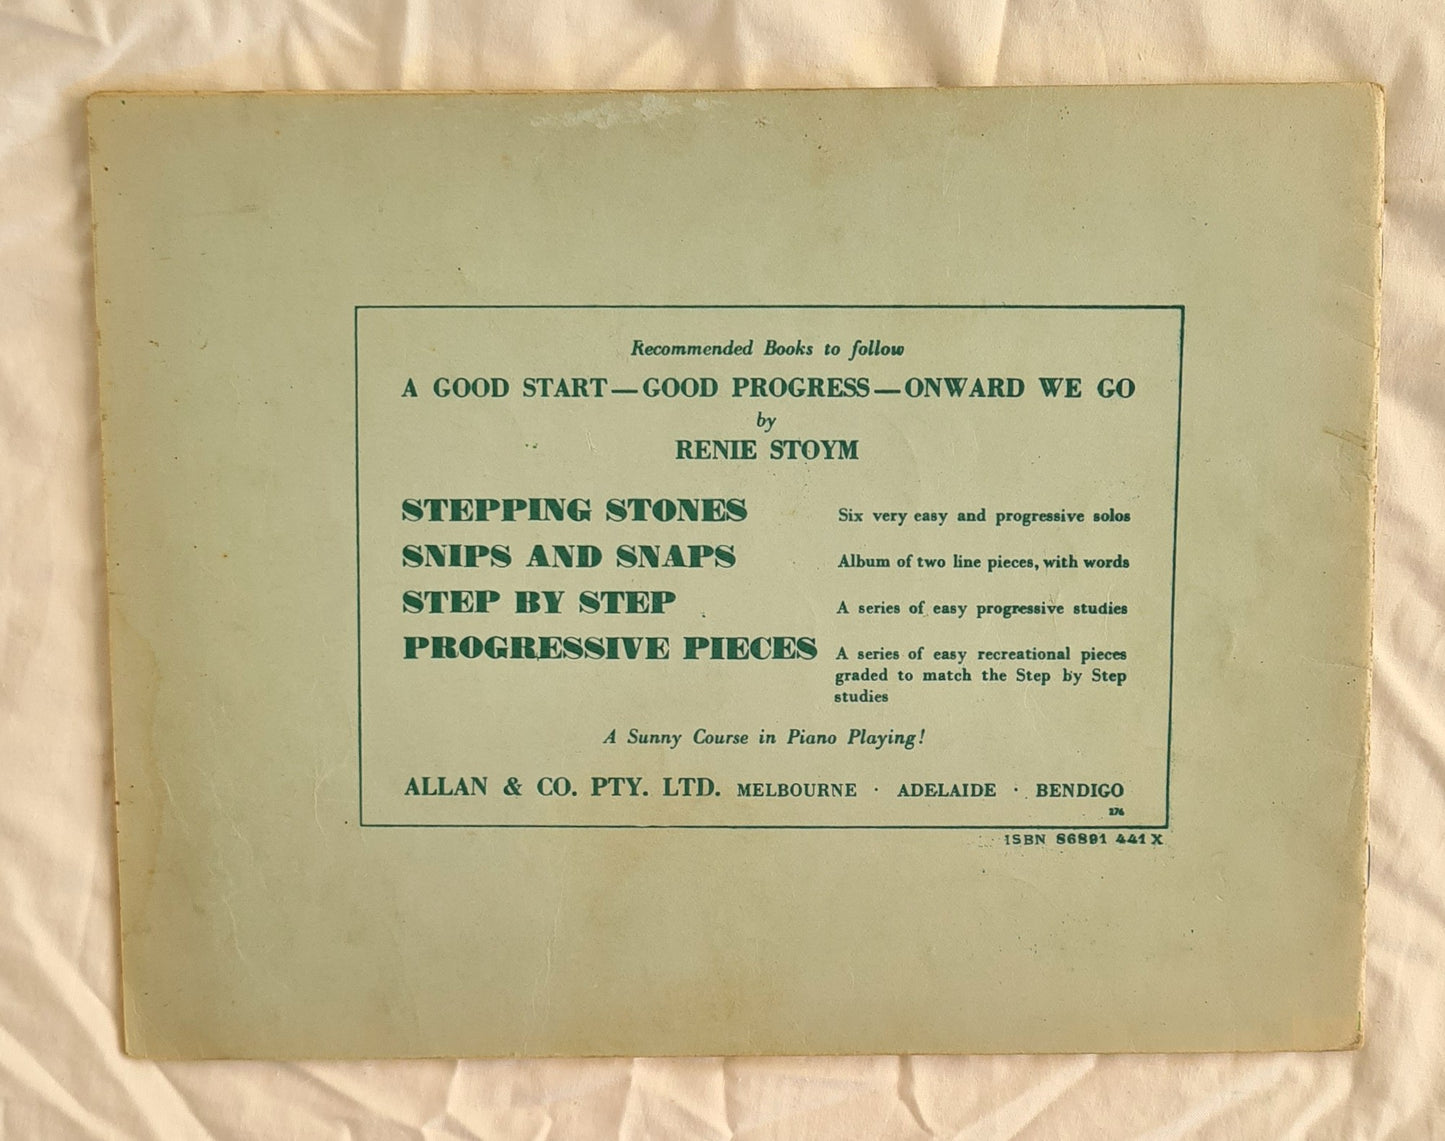 Recommended Books to follow
A GOOD START—GOOD PROGRESS—ONWARD WE GO
by
RENIE STOYM
STEPPING STONES Six very easy and progressive solos
SNIPS AND SNAPS Album of two line pieces, with words
STEP BY STEP A series of easy progressive studies
PROGRESSIVE PIECES A series of easy recreational pieces
graded to match the Step by Step
studies
A Sunny Course in Piano Playing!
ALLAN & CO. PTY. LTD. MELBOURNE · ADELAIDE · BENDIGO
176
ISBN 86891 441 X